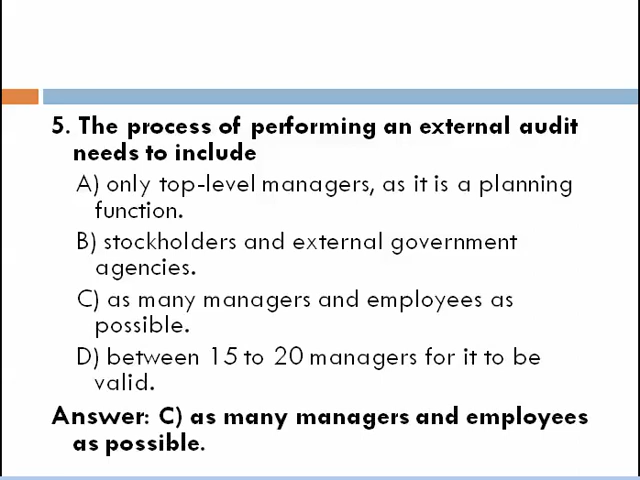 5. The process of performing an external audit
needs to include
A) only top-level managers, as it is a planning
function.
B) stockholders and external government
agencies.
C) as many managers and employees as
possible.
D) between 15 to 20 managers for it to be
valid.
Answer: C) as many managers and employees
as possible.